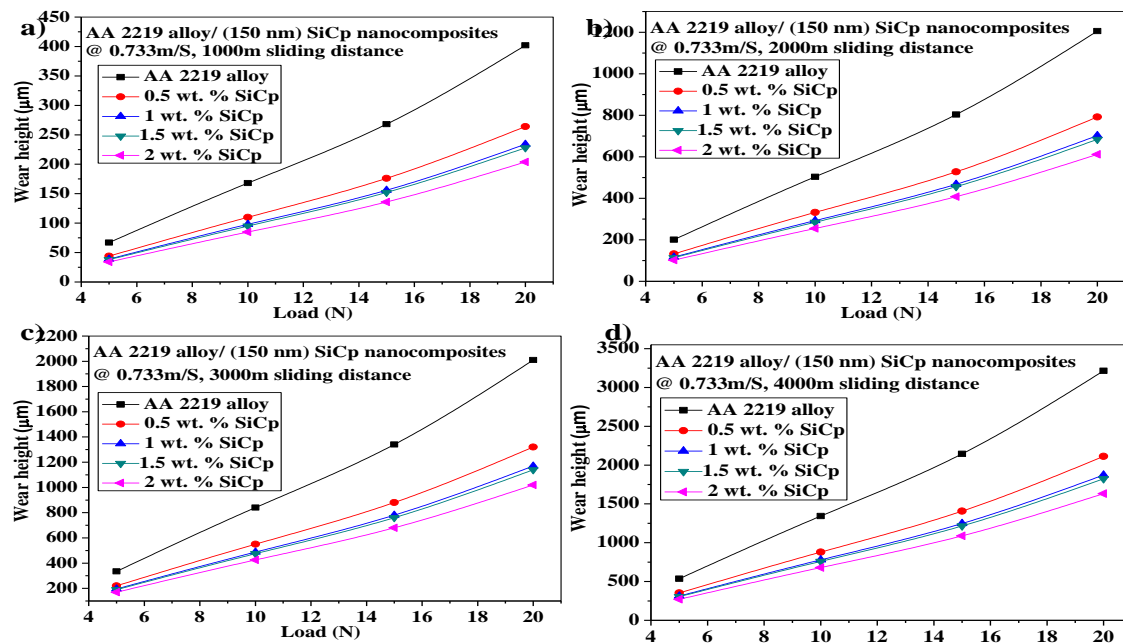 a)
AA 2219 alloy/ (150 nm) SiCp nanocomposites
@ 0.733m/S, 1000m sliding distance
AA 2219 alloy
0.5 wt. % SiCp
1 wt. % SiCp
1.5 wt. % SiCp
2 wt. % SiCp
Wear height (µm)
450
400
350
300
250
200
150
100
50
0
4 6 8 10 12 14 16 18 20
Load (N)
b)
AA 2219 alloy/ (150 nm) SiCp nanocomposites
@ 0.733m/S, 2000m sliding distance
AA 2219 alloy
0.5 wt. % SiCp
1 wt. % SiCp
1.5 wt. % SiCp
2 wt. % SiCp
Wear height (µm)
1200
1000
800
600
400
200
0
4 6 8 10 12 14 16 18 20
Load (N)
c)
AA 2219 alloy/ (150 nm) SiCp nanocomposites
@ 0.733m/S, 3000m sliding distance
AA 2219 alloy
0.5 wt. % SiCp
1 wt. % SiCp
1.5 wt. % SiCp
2 wt. % SiCp
Wear height (µm)
2200
2000
1800
1600
1400
1200
1000
800
600
400
200
4 6 8 10 12 14 16 18 20
Load (N)
d)
AA 2219 alloy/ (150 nm) SiCp nanocomposites
@ 0.733m/S, 4000m sliding distance
AA 2219 alloy
0.5 wt. % SiCp
1 wt. % SiCp
1.5 wt. % SiCp
2 wt. % SiCp
Wear height (µm)
3500
3000
2500
2000
1500
1000
500
0
4 6 8 10 12 14 16 18 20
Load (N)